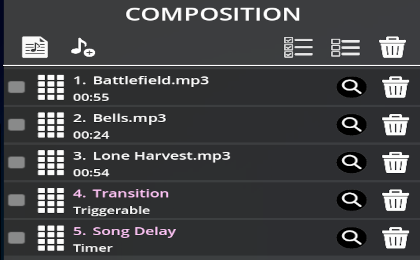 COMPOSITION
1. Battlefield.mp3
00:55
2. Bells.mp3
00:24
3. Lone Harvest.mp3
00:54
4. Transition
Triggerable
5. Song Delay
Timer